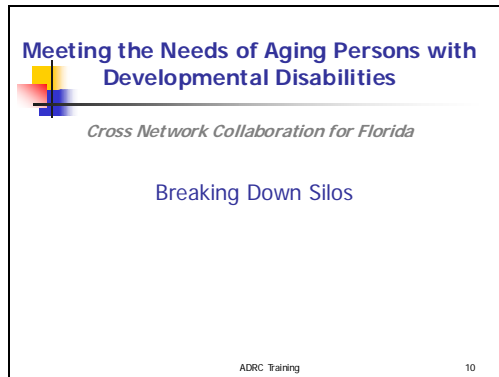 Meeting the Needs of Aging Persons with
Developmental Disabilities
Cross Network Collaboration for Florida
Breaking Down Silos
ADRC Training
10